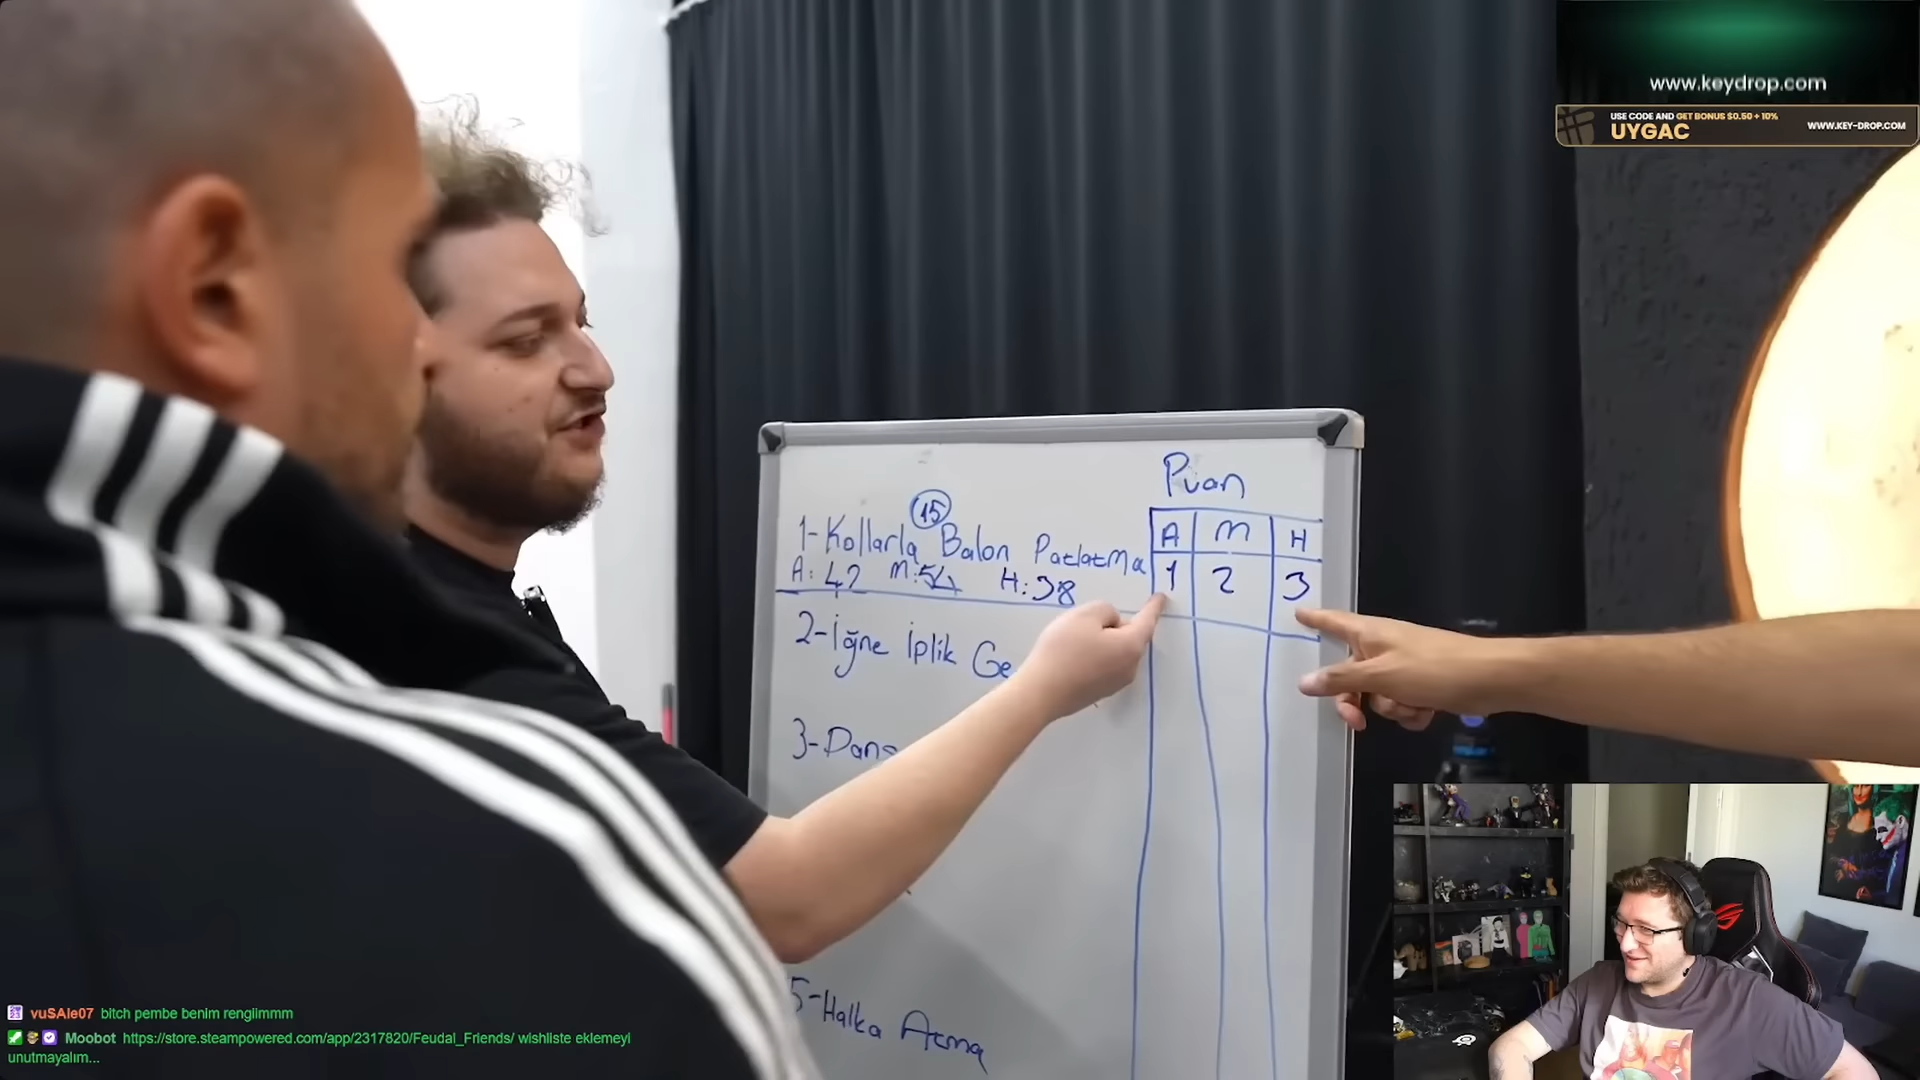 www.keydrop.com
USE CODE AND GET BONUS $0.50 + 10%
UYGAC
WWW.KEY-DROP.COM
Puan
15
1-Kollarla Balon Patlatma
A M H
A: 42 M: H: 38
1 2 3
2-İğne İplik Ge
3-Dans
5-Halka Atma
vuSAle07 bitch pembe benim renglimmm
Moobot https://store.steampowered.com/app/2317820/Feudal_Friends/ wishliste eklemeyi
unutmayalım...